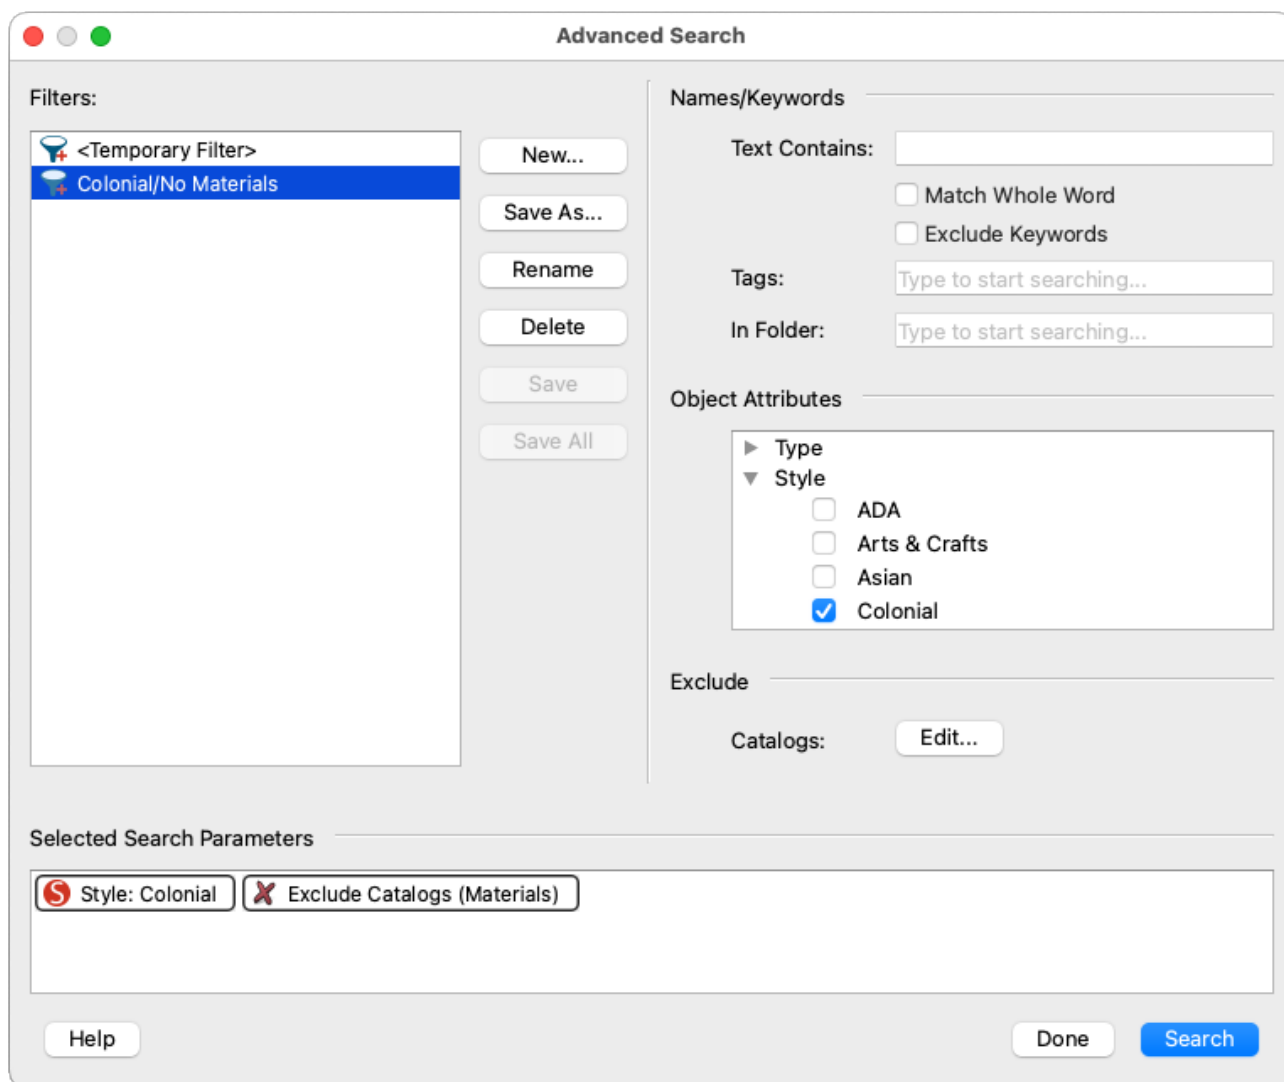 Advanced Search
Filters:
<Temporary Filter>
Colonial/No Materials
New...
Save As...
Rename
Delete
Save
Save All
Names/Keywords
Text Contains:
Match Whole Word
Exclude Keywords
Tags: Type to start searching...
In Folder: Type to start searching...
Object Attributes
Type
Style
ADA
Arts & Crafts
Asian
Colonial
Exclude
Catalogs: Edit...
Selected Search Parameters
S Style: Colonial Exclude Catalogs (Materials)
Help Done Search